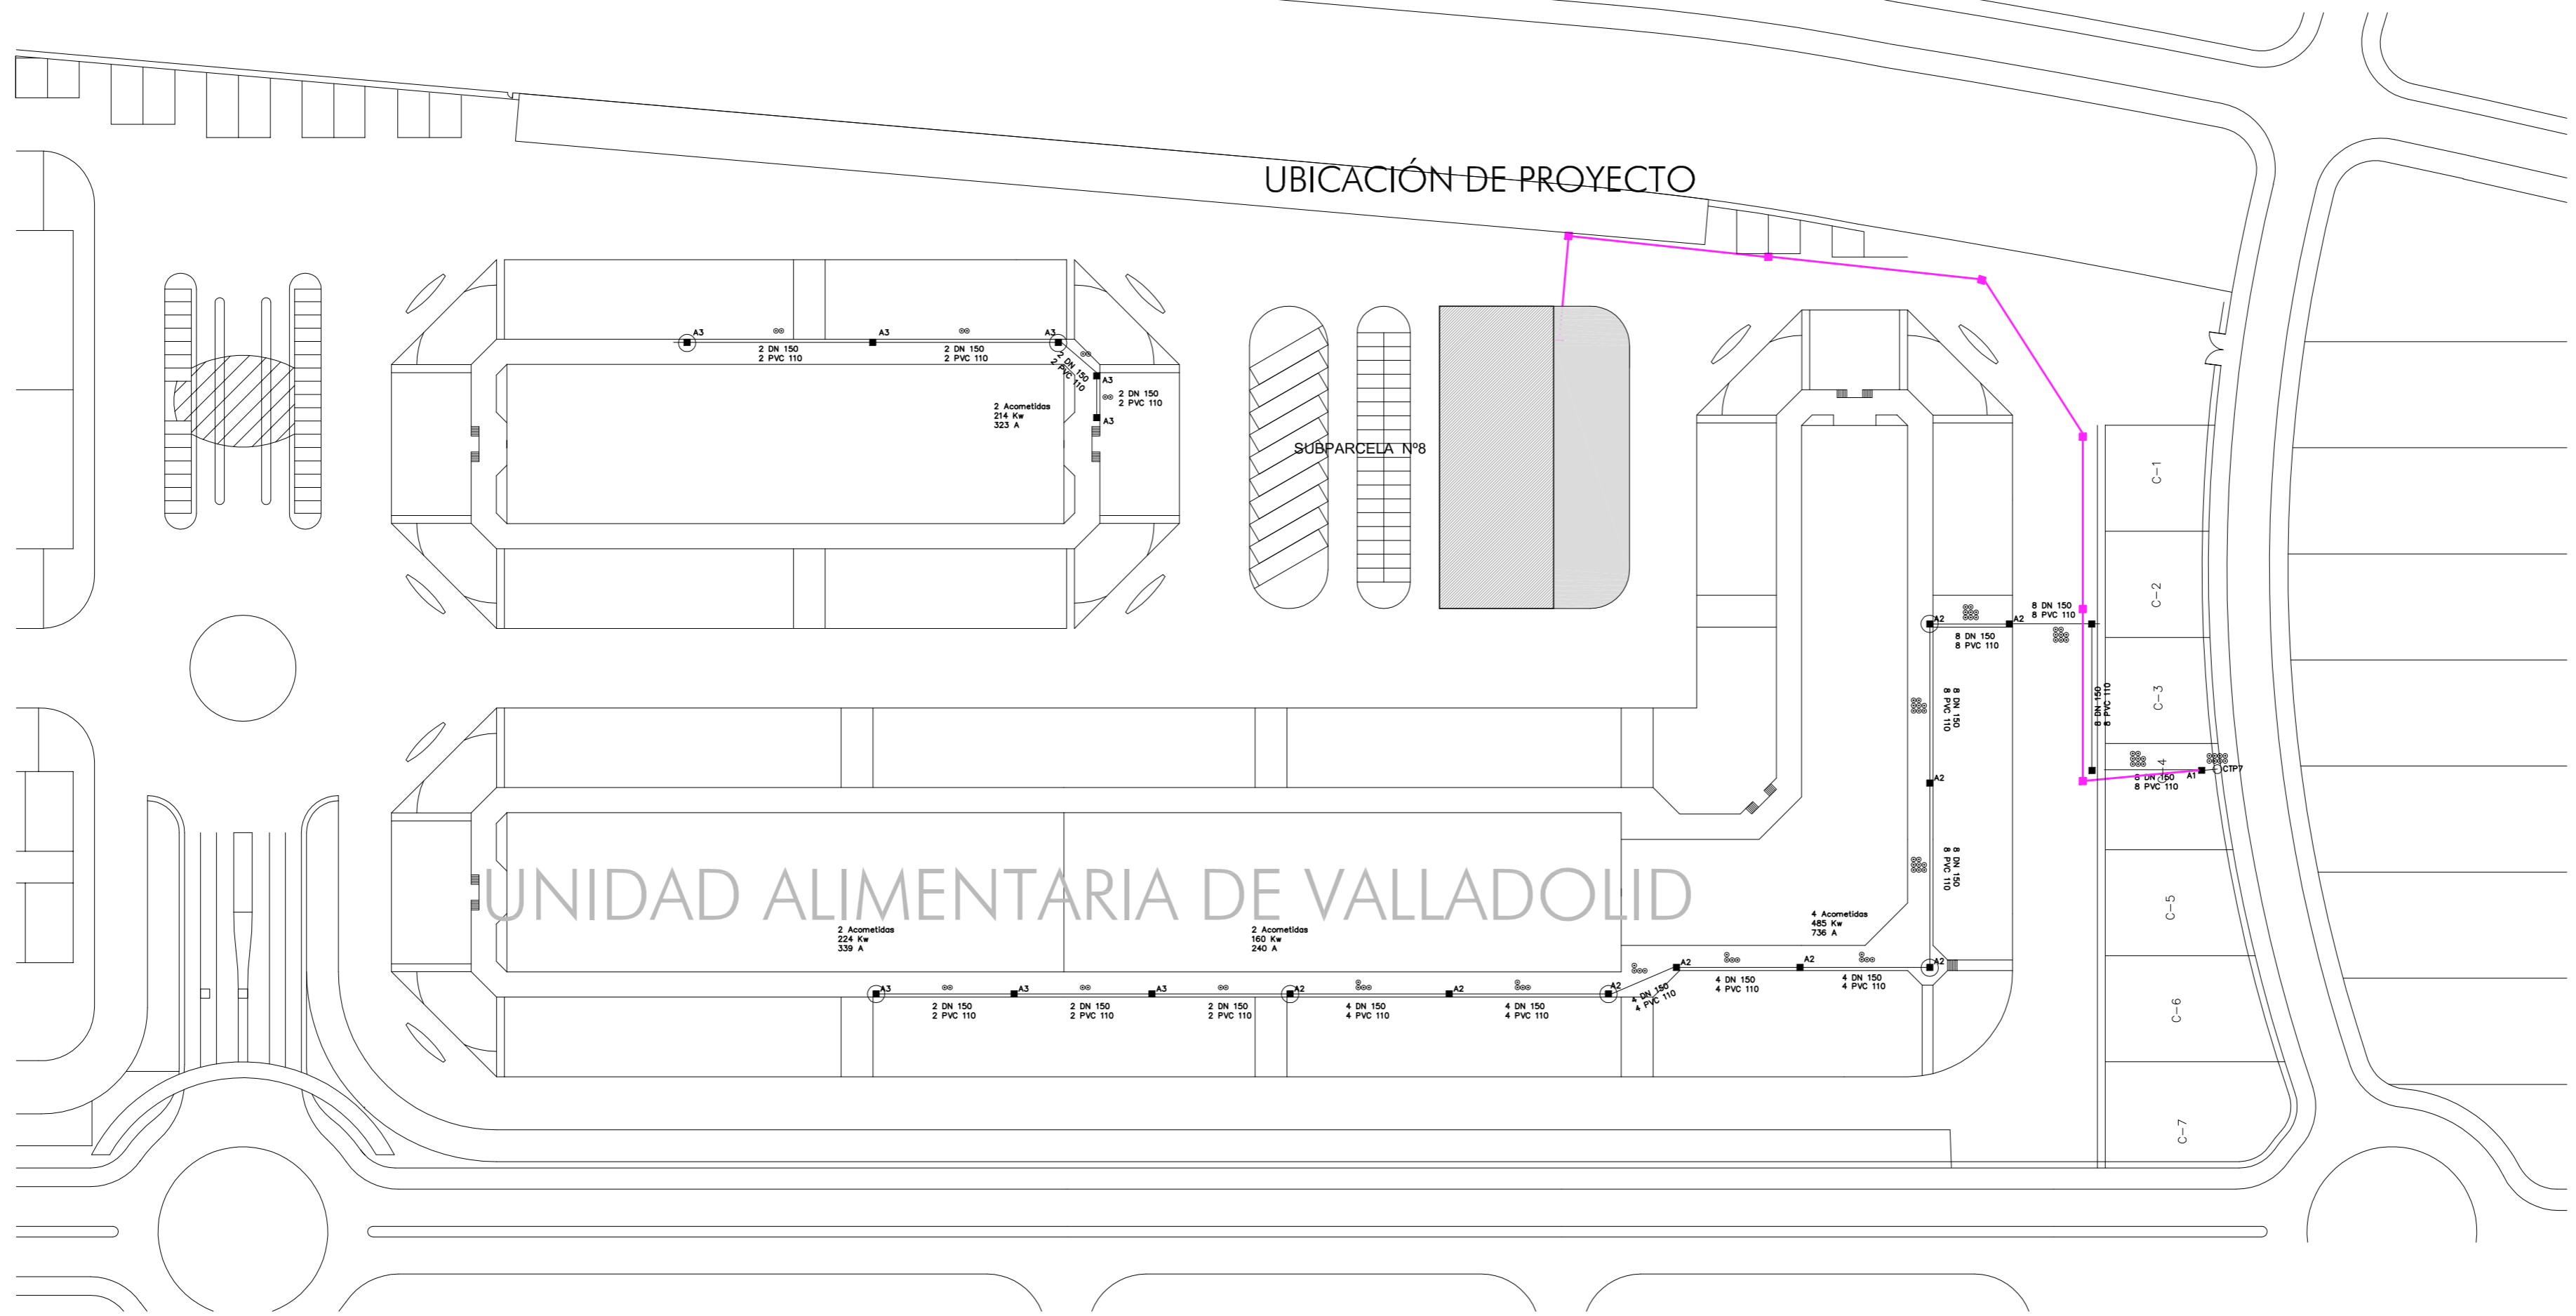 UBICACIÓN DE PROYECTO
A3
A3
A3
2 DN 150
2 PVC 110
2 DN 150
2 PVC 110
2 DN 150
2 PVC 110
A3
2 DN 150
2 PVC 110
A3
2 Acometidas
214 Kw
323 A
SUBPARCELA Nº8
C-1
C-2
C-3
C-4
C-5
C-6
C-7
A2
A2
8 DN 150
8 PVC 110
8 DN 150
8 PVC 110
8 DN 150
8 PVC 110
8 DN 150
8 PVC 110
A1
CTP7
8 DN 150
8 PVC 110
A2
8 DN 150
8 PVC 110
UNIDAD ALIMENTARIA DE VALLADOLID
2 Acometidas
224 Kw
339 A
2 Acometidas
160 Kw
240 A
4 Acometidas
485 Kw
736 A
A2
A2
A2
4 DN 150
4 PVC 110
4 DN 150
4 PVC 110
A3
A3
A3
A2
A2
A2
2 DN 150
2 PVC 110
2 DN 150
2 PVC 110
2 DN 150
2 PVC 110
4 DN 150
4 PVC 110
4 DN 150
4 PVC 110
4 DN 150
4 PVC 110